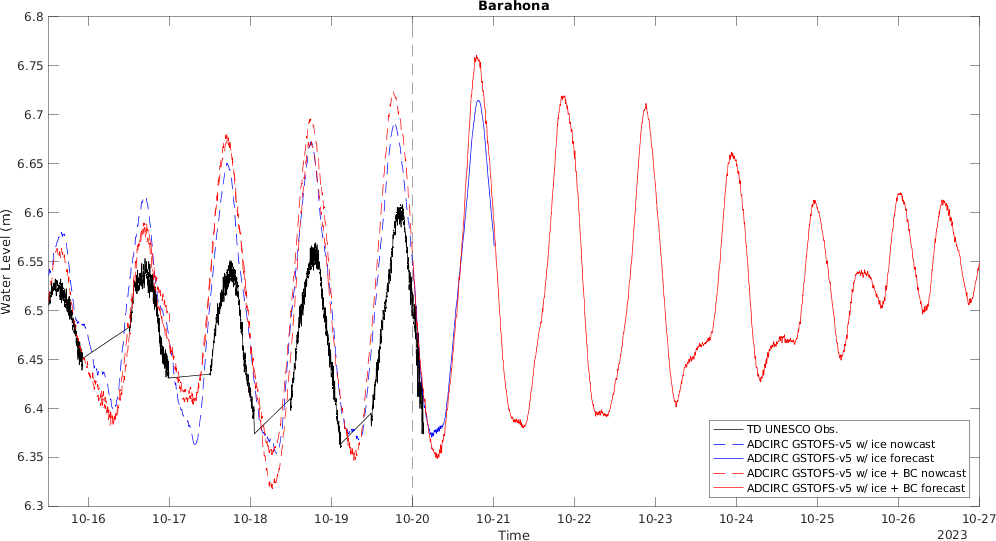 Barahona
Water Level (m)
6.8
6.75
6.7
6.65
6.6
6.55
6.5
6.45
6.4
6.35
6.3
TD UNESCO Obs.
ADCIRC GSTOFS-v5 w/ ice nowcast
ADCIRC GSTOFS-v5 w/ ice forecast
ADCIRC GSTOFS-v5 w/ ice + BC nowcast
ADCIRC GSTOFS-v5 w/ ice + BC forecast
10-16 10-17 10-18 10-19 10-20 10-21 10-22 10-23 10-24 10-25 10-26 10-27
Time
2023